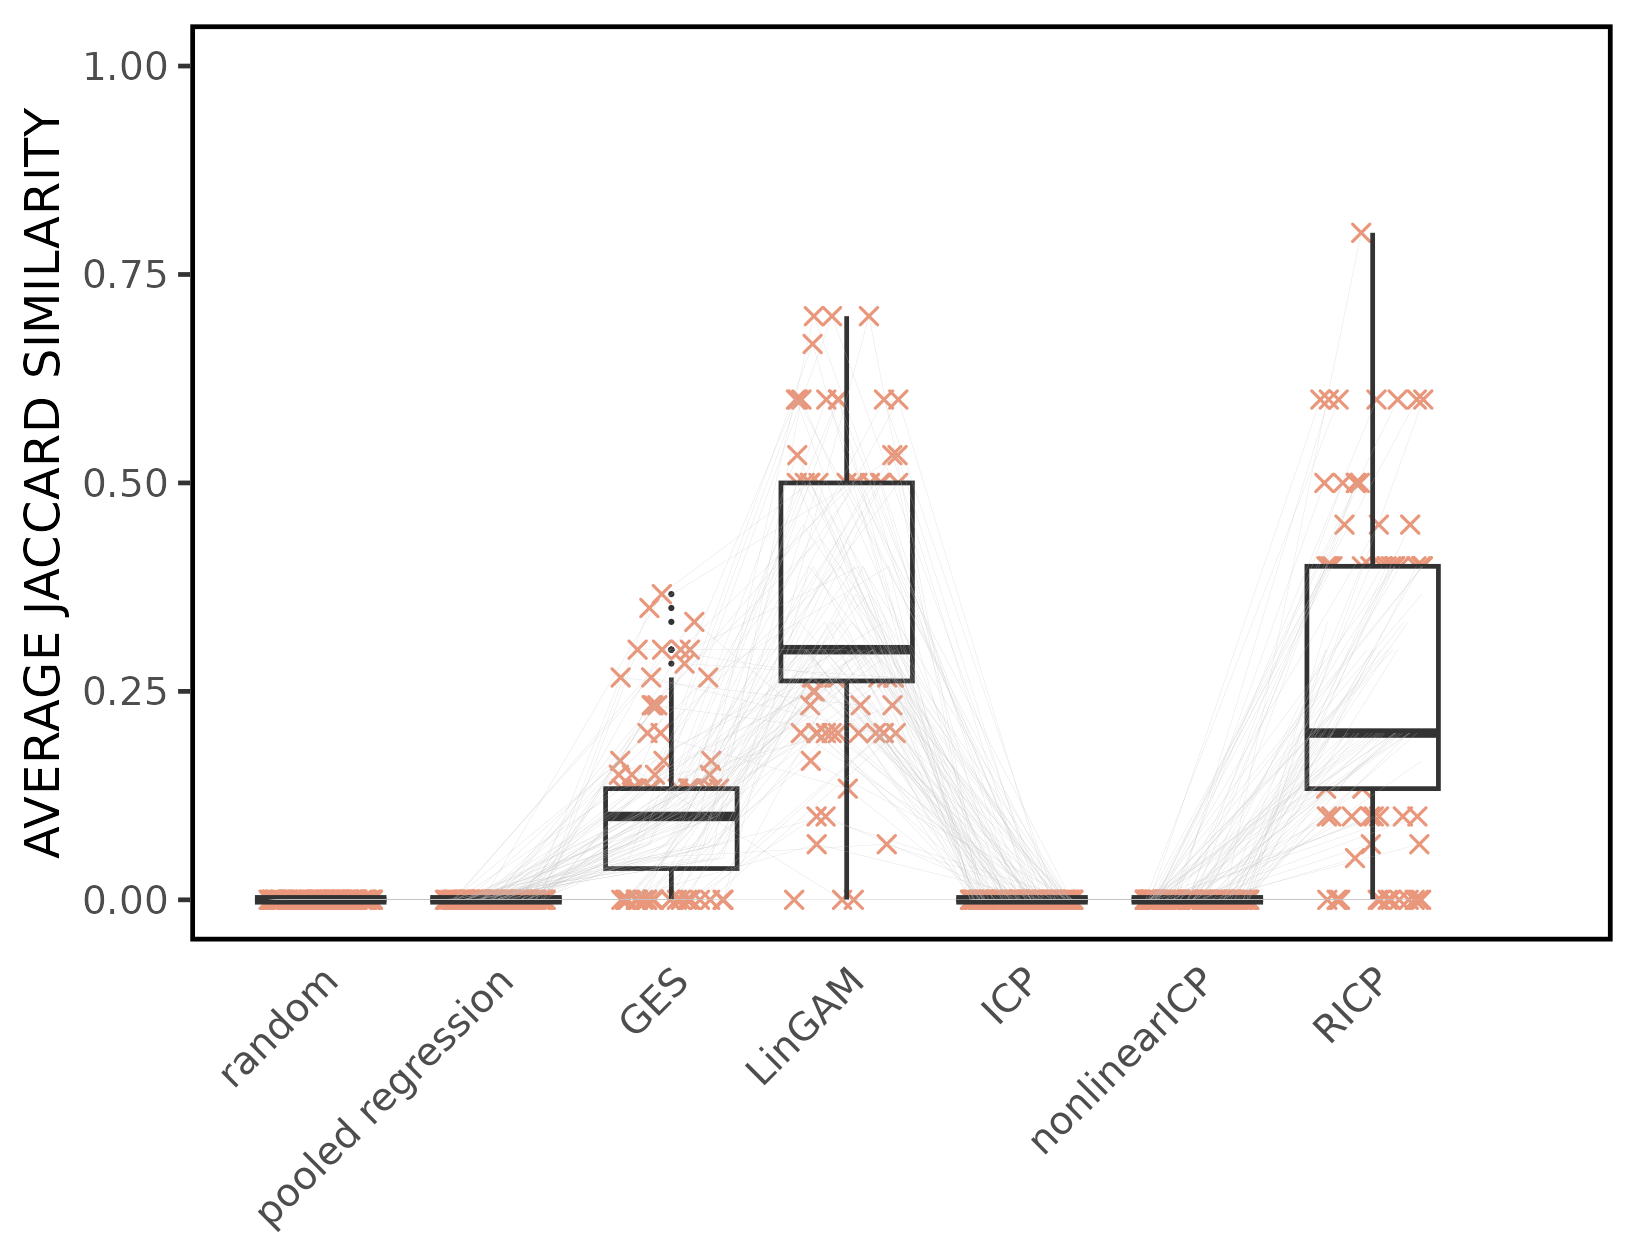 AVERAGE JACCARD SIMILARITY
1.00
0.75
0.50
0.25
0.00
random
pooled regression
GES
LinGAM
ICP
nonlinearICP
RICP